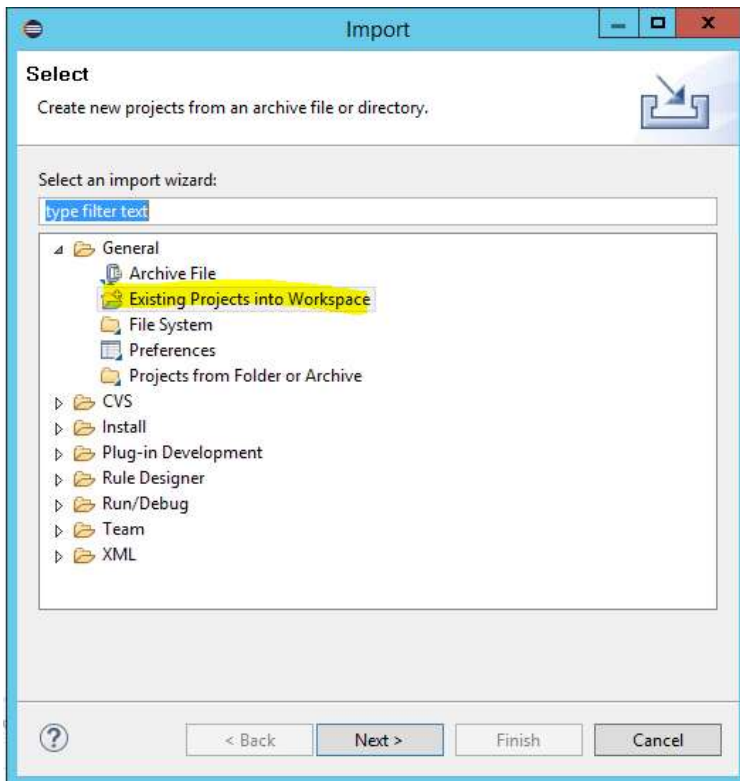 Import
Select
Create new projects from an archive file or directory.
Select an import wizard:
type filter text
General
Archive File
Existing Projects into Workspace
File System
Preferences
Projects from Folder or Archive
CVS
Install
Plug-in Development
Rule Designer
Run/Debug
Team
XML
? < Back Next > Finish Cancel